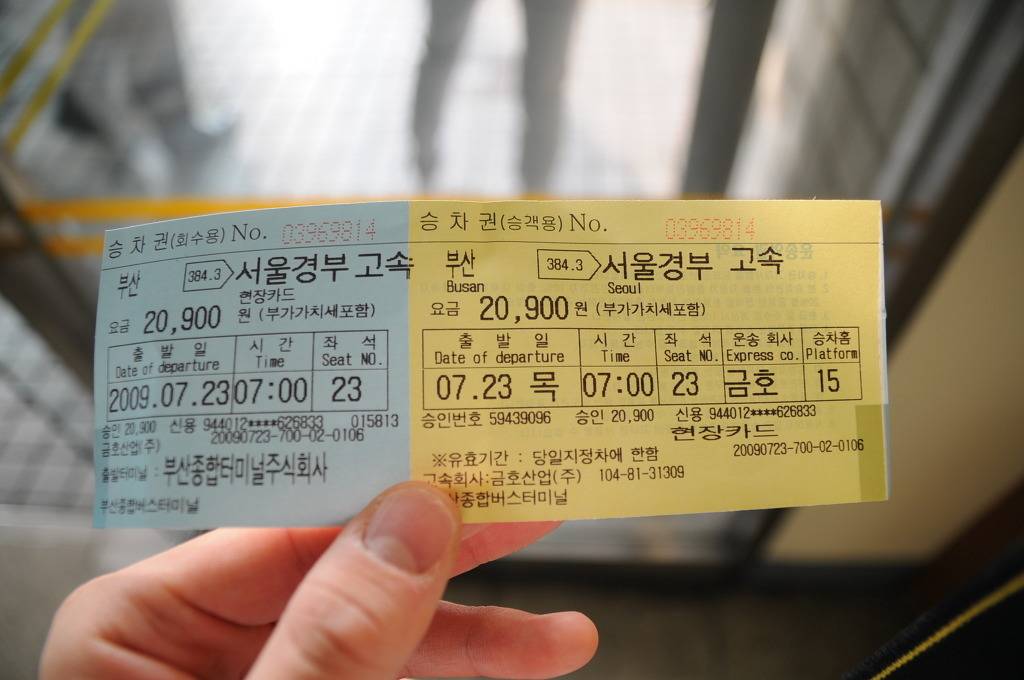 승 차 권(회수용) No. 03969814
부산 384.3 서울경부 고속
현장카드
요금 20,900 원 (부가가치세포함)
출 발 일 시 간 좌 석
Date of departure Time Seat NO.
2009.07.23 07:00 23
승인 20,900 신용 944012****626833 015813
금호산업(주) 20090723-700-02-0106
출발터미널 : 부산종합터미널주식회사
부산종합버스터미널
승 차 권(승객용) No. 03969814
부산 384.3 서울경부 고속
Busan Seoul
요금 20,900 원 (부가가치세포함)
출 발 일 시 간 좌 석 운송 회사 승차홈
Date of departure Time Seat NO. Express co. Platform
07.23 목 07:00 23 금호 15
승인번호 59439096 승인 20,900 신용 944012****626833
현장카드
20090723-700-02-0106
※유효기간 : 당일지정차에 한함
고속회사:금호산업(주) 104-81-31309
산종합버스터미널